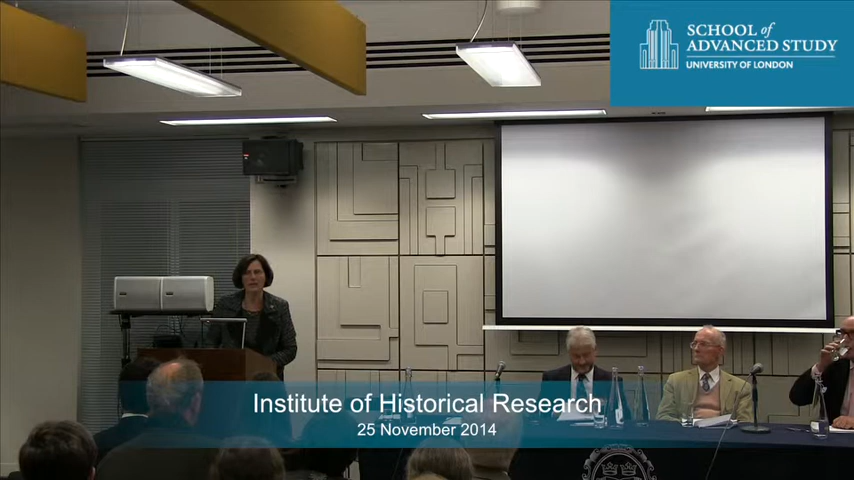 SCHOOL of
ADVANCED STUDY
UNIVERSITY OF LONDON
Institute of Historical Research
25 November 2014